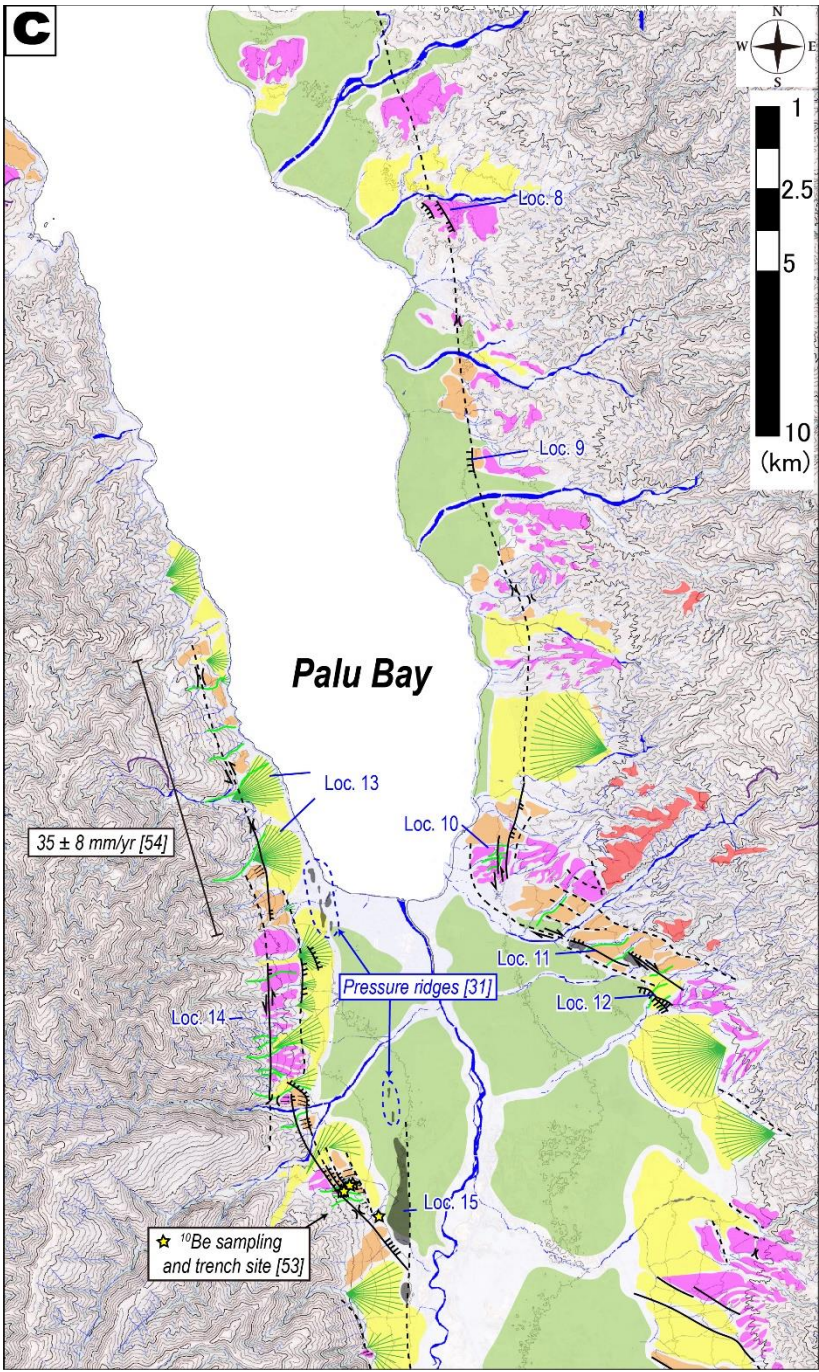 C
N
W E
S
1
2.5
5
10
(km)
Loc. 8
Loc. 9
Palu Bay
Loc. 13
Loc. 10
35 ± 8 mm/yr [54]
Loc. 11
Pressure ridges [31]
Loc. 12
Loc. 14
Loc. 15
¹⁰Be sampling
and trench site [53]